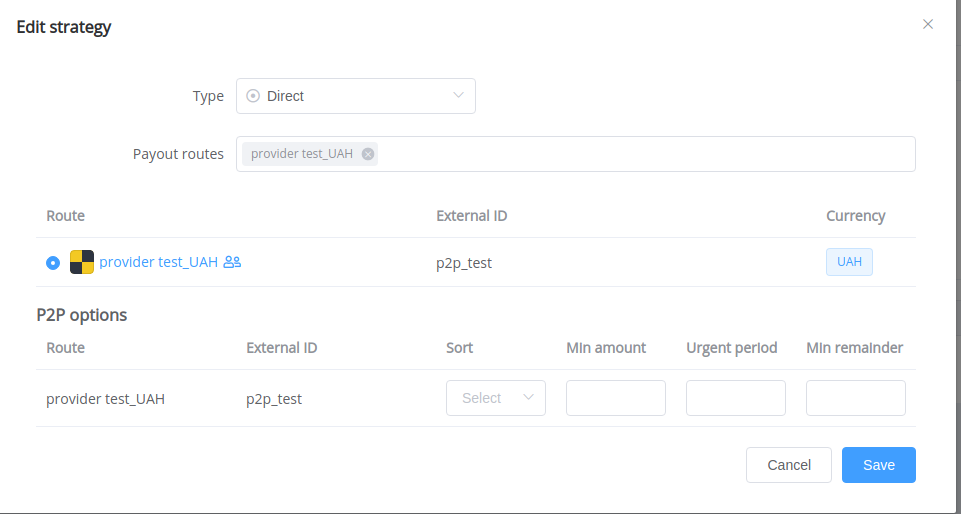 Edit strategy
Type Direct
Payout routes provider test_UAH
Route External ID Currency
provider test_UAH p2p_test UAH
P2P options
Route External ID Sort Min amount Urgent period Min remainder
provider test_UAH p2p_test Select
Cancel Save